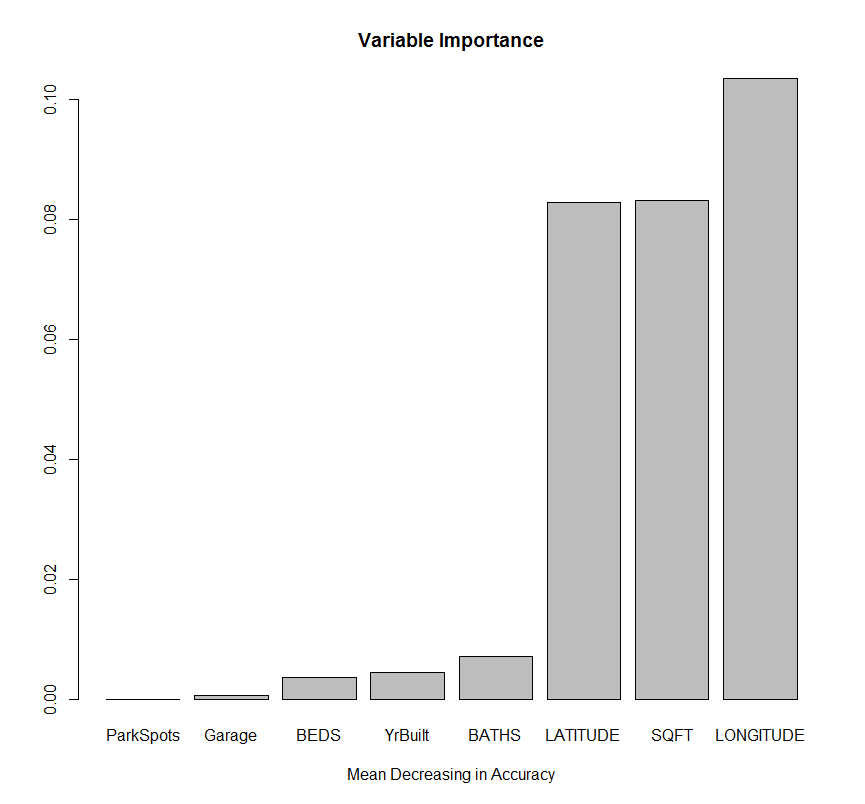 Variable Importance
0.10
0.08
0.06
0.04
0.02
0.00
ParkSpots Garage BEDS YrBuilt BATHS LATITUDE SQFT LONGITUDE
Mean Decreasing in Accuracy